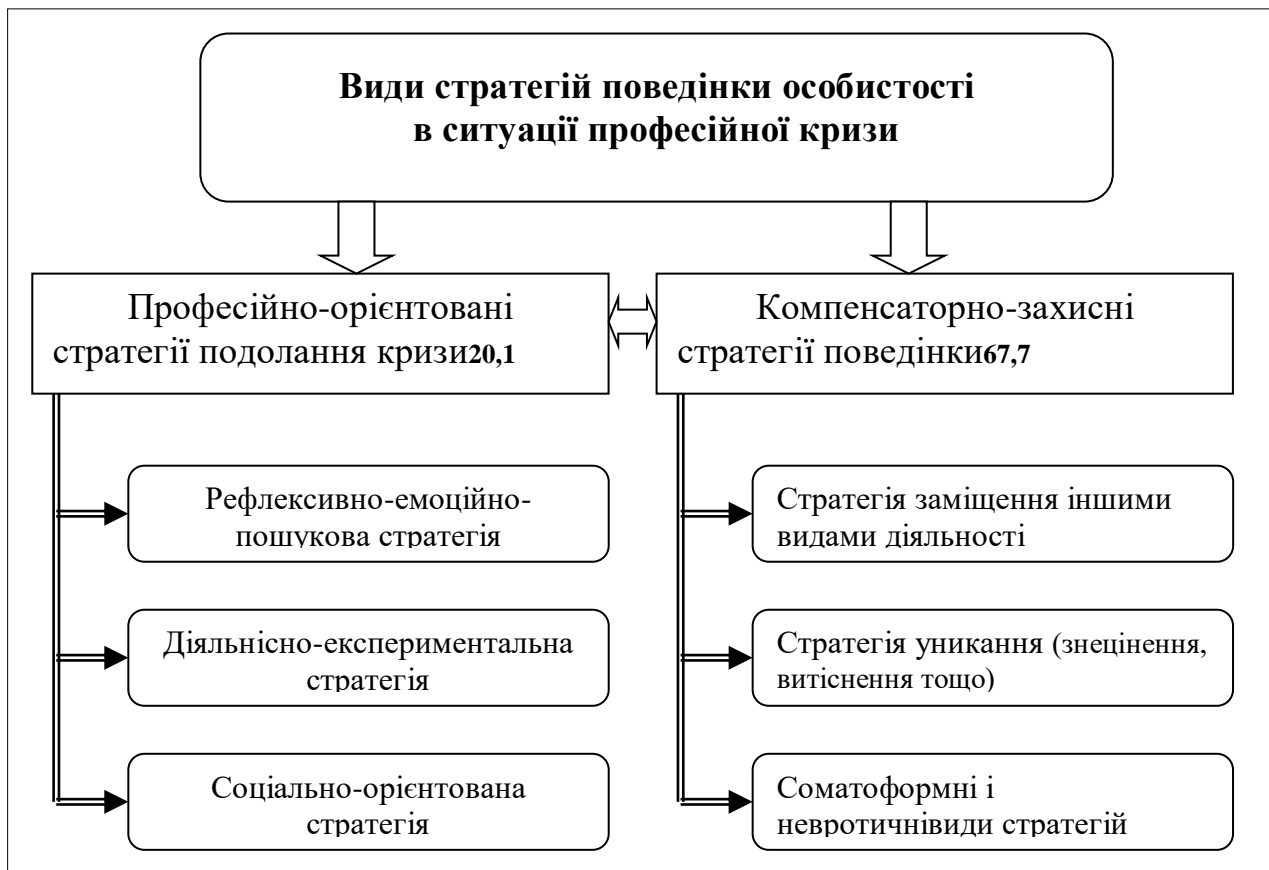 Види стратегій поведінки особистості
в ситуації професійної кризи
Професійно-орієнтовані
стратегії подолання кризи20,1
Компенсаторно-захисні
стратегії поведінки67,7
Рефлексивно-емоційно-
пошукова стратегія
Діяльнісно-експериментальна
стратегія
Соціально-орієнтована
стратегія
Стратегія заміщення іншими
видами діяльності
Стратегія уникання (знецінення,
витіснення тощо)
Соматоформні і
невротичнівиди стратегій